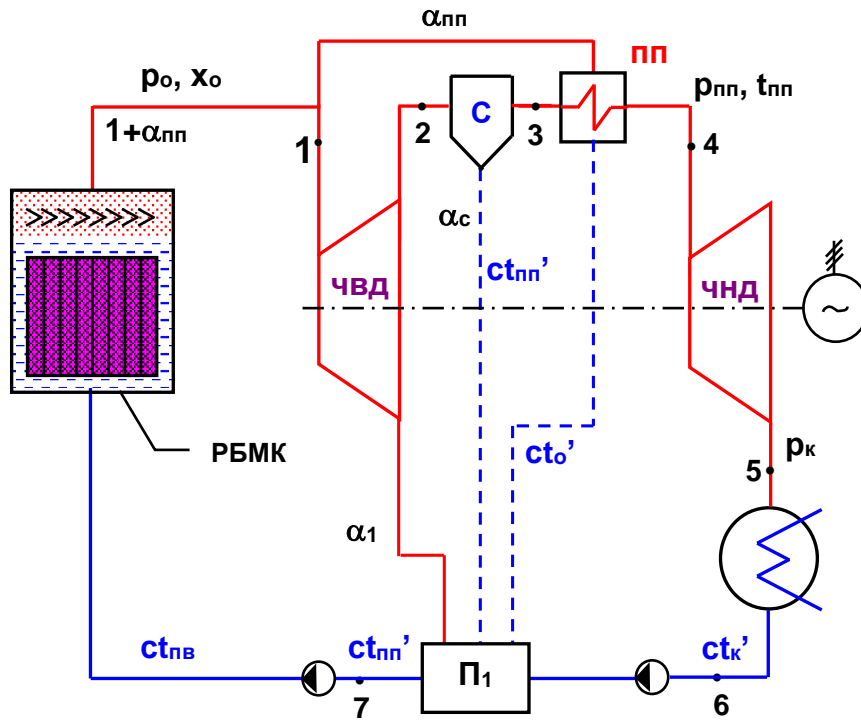 αпп
ПП
pо, xо
pпп, tпп
1+αпп
1
2
С
3
4
αс
ctпп’
ЧВД
ЧНД
~
ctо’
РБМК
pк
5
α1
ctпв
ctпп’
П1
ctк’
7
6